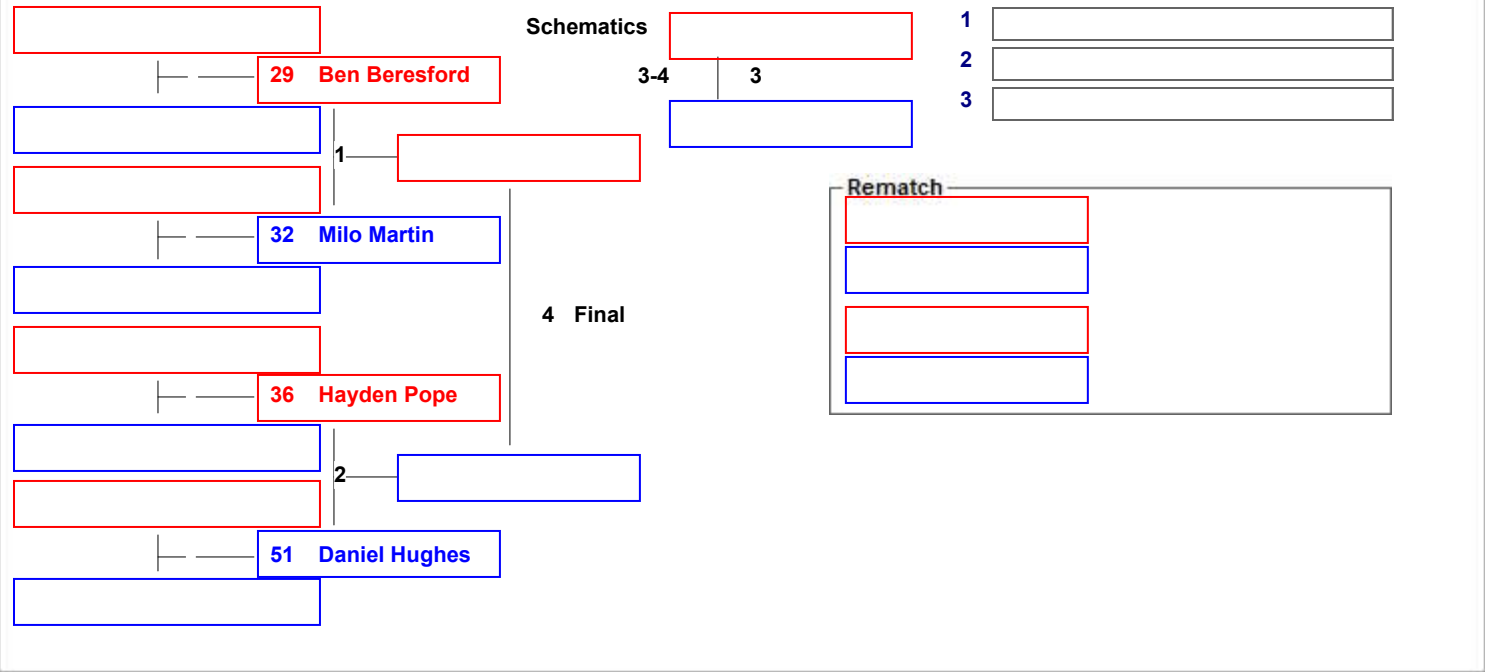 Schematics
3-4
3
1
2
3
29 Ben Beresford
1
32 Milo Martin
4 Final
36 Hayden Pope
2
51 Daniel Hughes
Rematch